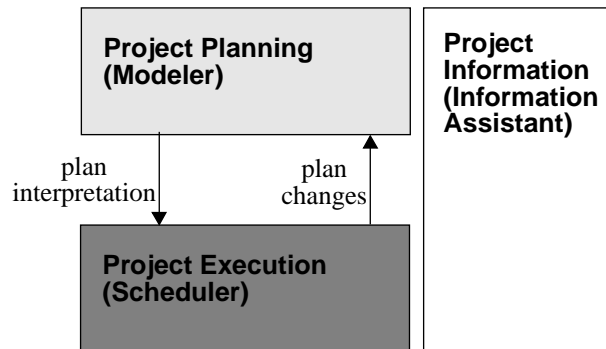 Project Planning
(Modeler)
Project
Information
(Information
Assistant)
plan
interpretation
plan
changes
Project Execution
(Scheduler)